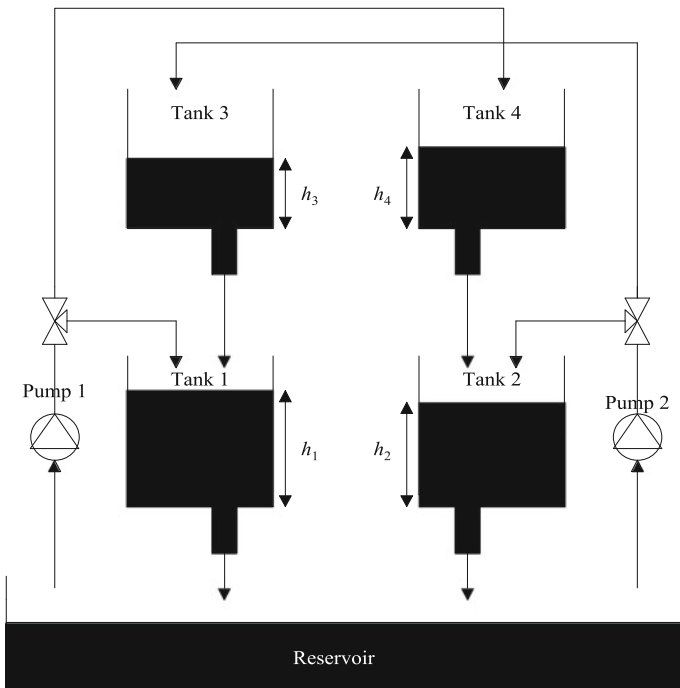 Tank 3
Tank 4
h₃
h₄
Tank 1
Tank 2
Pump 1
Pump 2
h₁
h₂
Reservoir